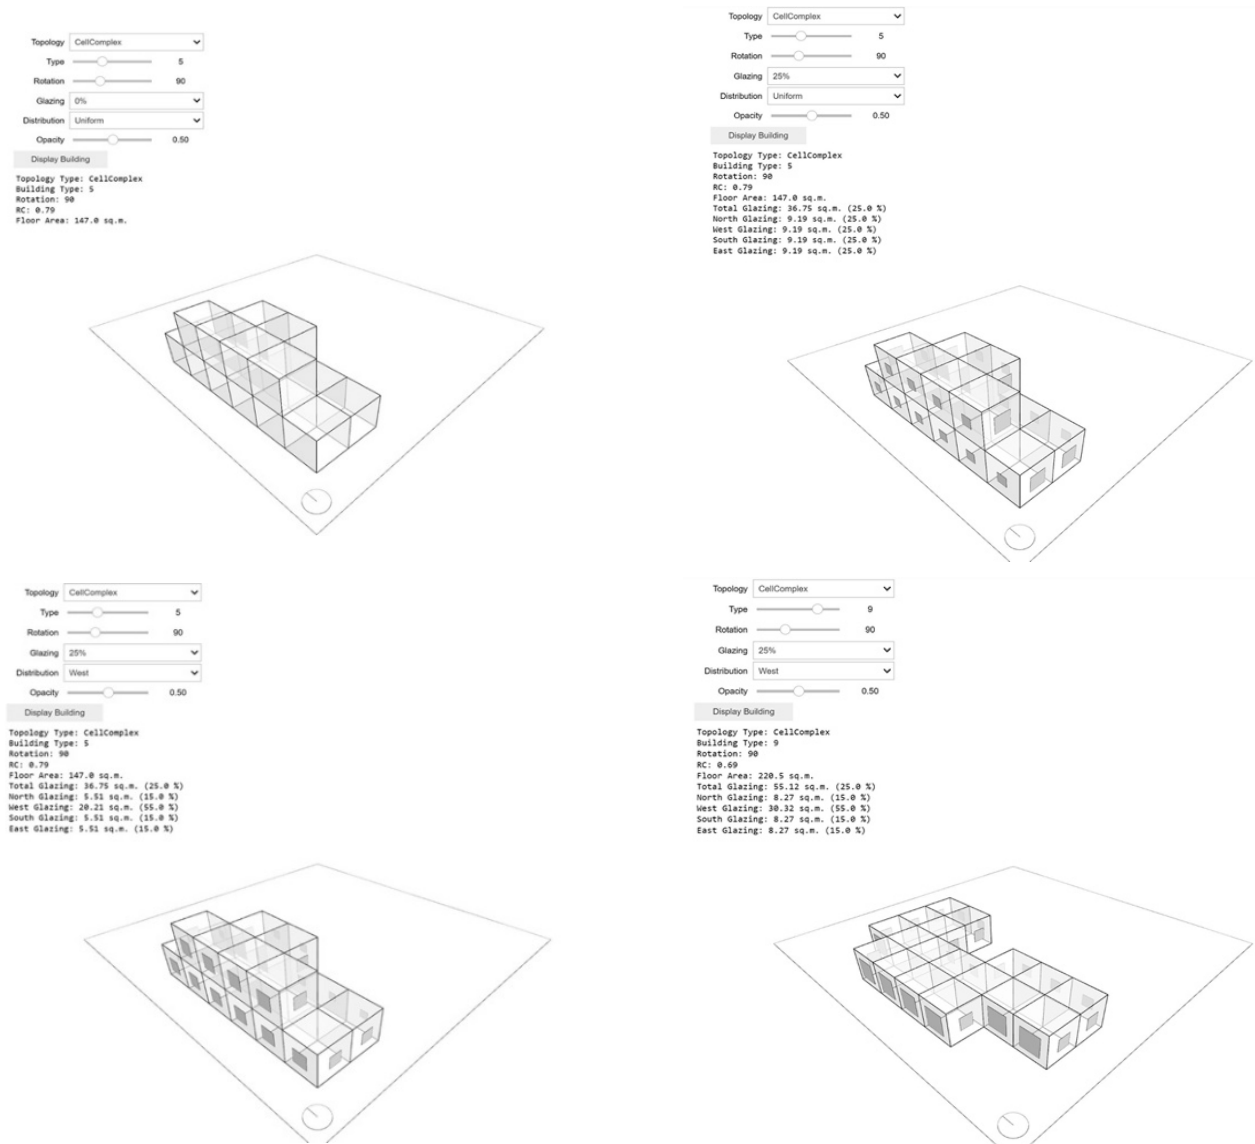 Topology CellComplex
Type 5
Rotation 90
Glazing 0%
Distribution Uniform
Opacity 0.50
Display Building
Topology Type: CellComplex
Building Type: 5
Rotation: 90
RC: 0.79
Floor Area: 147.0 sq.m.
Topology CellComplex
Type 5
Rotation 90
Glazing 25%
Distribution Uniform
Opacity 0.50
Display Building
Topology Type: CellComplex
Building Type: 5
Rotation: 90
RC: 0.79
Floor Area: 147.0 sq.m.
Total Glazing: 36.75 sq.m. (25.0 %)
North Glazing: 9.19 sq.m. (25.0 %)
West Glazing: 9.19 sq.m. (25.0 %)
South Glazing: 9.19 sq.m. (25.0 %)
East Glazing: 9.19 sq.m. (25.0 %)
Topology CellComplex
Type 5
Rotation 90
Glazing 25%
Distribution West
Opacity 0.50
Display Building
Topology Type: CellComplex
Building Type: 5
Rotation: 90
RC: 0.79
Floor Area: 147.0 sq.m.
Total Glazing: 36.75 sq.m. (25.0 %)
North Glazing: 5.51 sq.m. (15.0 %)
West Glazing: 20.21 sq.m. (55.0 %)
South Glazing: 5.51 sq.m. (15.0 %)
East Glazing: 5.51 sq.m. (15.0 %)
Topology CellComplex
Type 9
Rotation 90
Glazing 25%
Distribution West
Opacity 0.50
Display Building
Topology Type: CellComplex
Building Type: 9
Rotation: 90
RC: 0.69
Floor Area: 220.5 sq.m.
Total Glazing: 55.12 sq.m. (25.0 %)
North Glazing: 8.27 sq.m. (15.0 %)
West Glazing: 30.32 sq.m. (55.0 %)
South Glazing: 8.27 sq.m. (15.0 %)
East Glazing: 8.27 sq.m. (15.0 %)